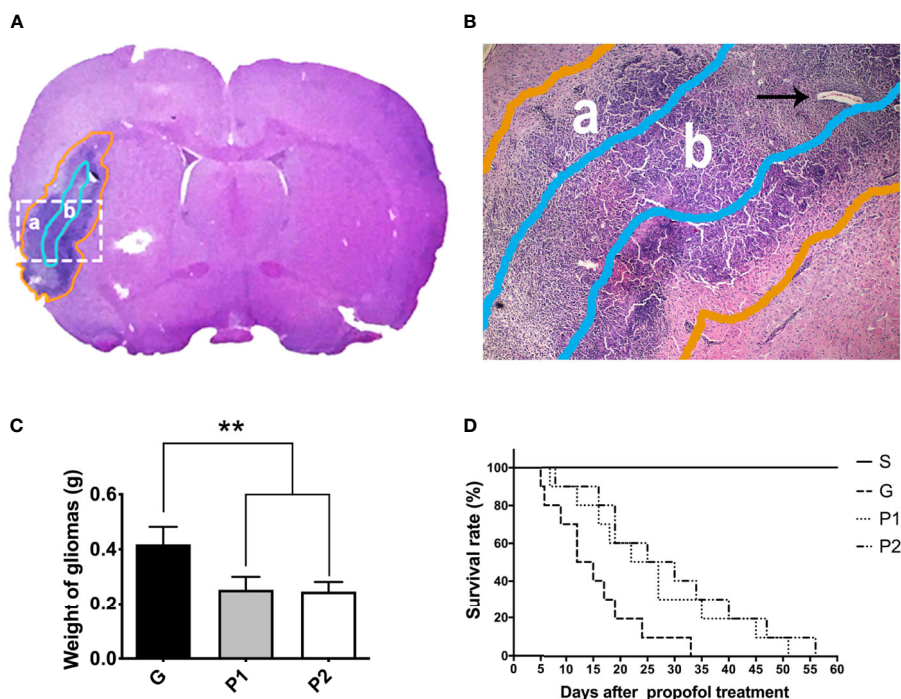 A
a
b
B
a
b
C
**
Weight of gliomas (g)
0.6
0.4
0.2
0.0
G
P1
P2
D
Survival rate (%)
100
80
60
40
20
0
0
5
10
15
20
25
30
35
40
45
50
55
60
Days after propofol treatment
S
G
P1
P2